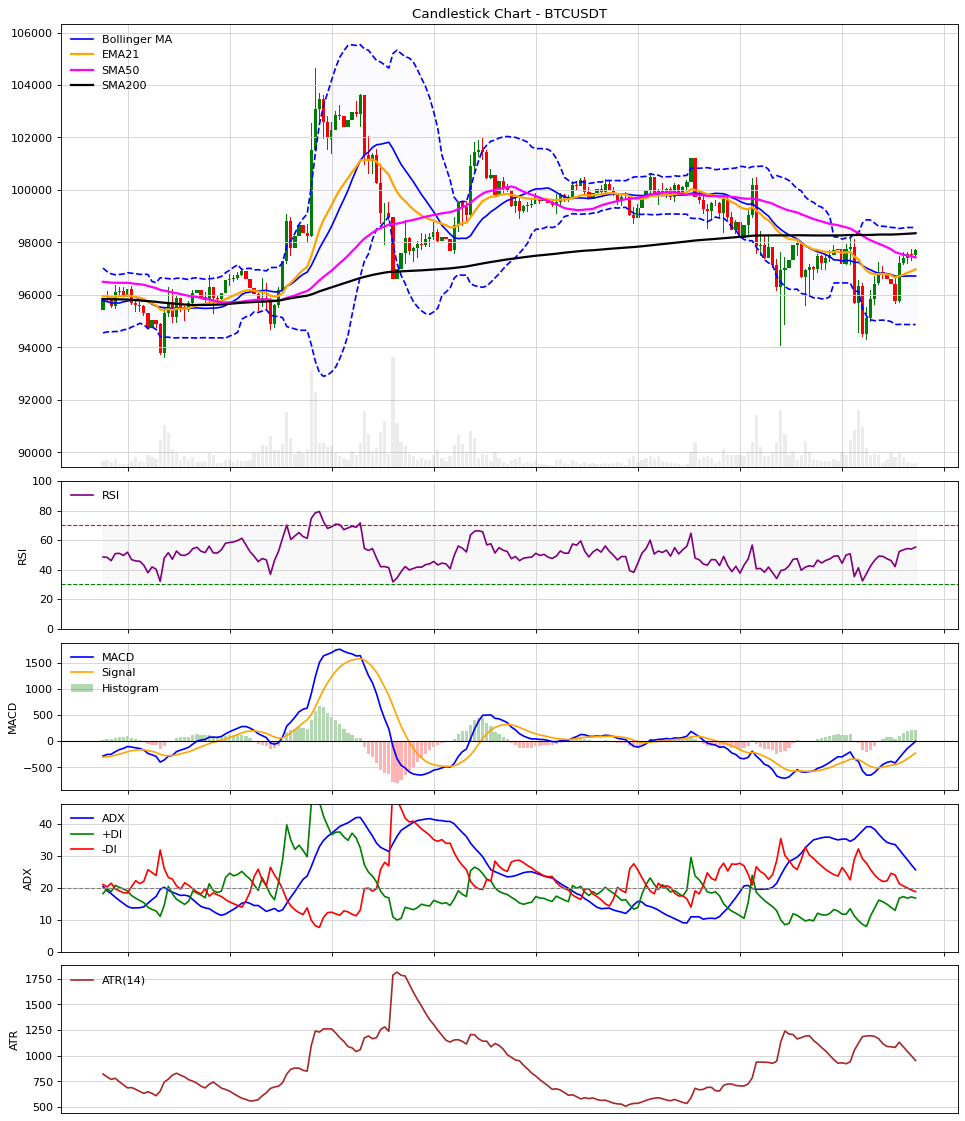 Candlestick Chart - BTCUSDT
106000
104000
102000
100000
98000
96000
94000
92000
90000
Bollinger MA
EMA21
SMA50
SMA200
100
80
60
40
20
0
RSI
RSI
1500
1000
500
0
−500
MACD
MACD
Signal
Histogram
40
30
20
10
0
ADX
ADX
+DI
-DI
1750
1500
1250
1000
750
500
ATR
ATR(14)